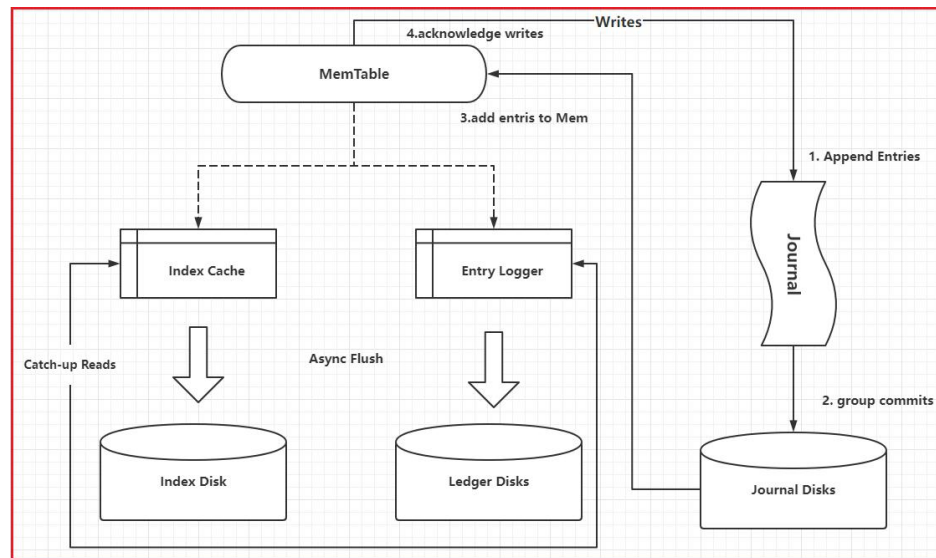 Writes
4.acknowledge writes
MemTable
3.add entris to Mem
1. Append Entries
Journal
Index Cache
Entry Logger
Catch-up Reads
Async Flush
2. group commits
Index Disk
Ledger Disks
Journal Disks